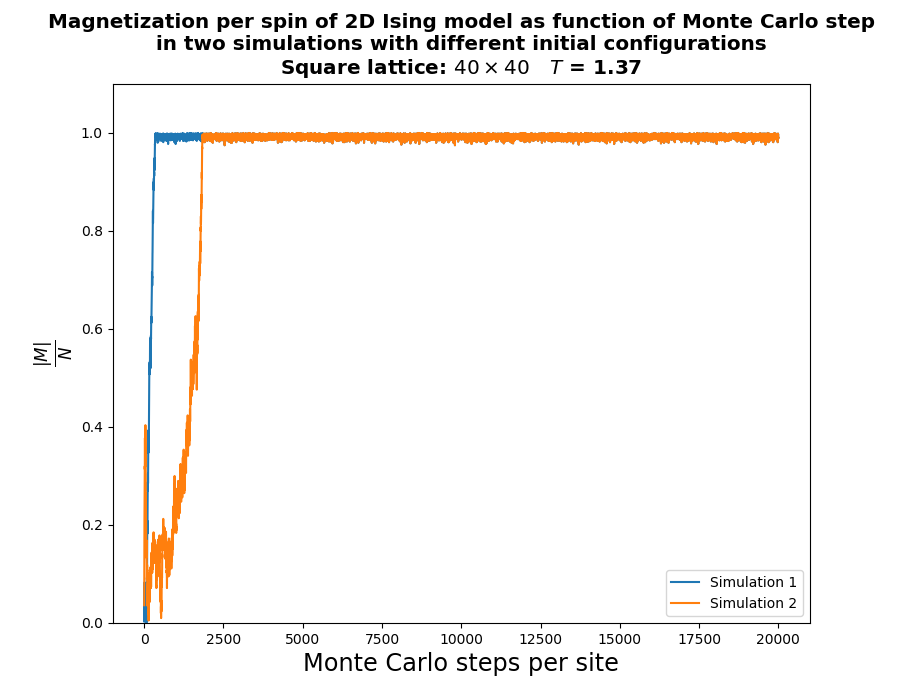 Magnetization per spin of 2D Ising model as function of Monte Carlo step
in two simulations with different initial configurations
Square lattice: 40 × 40 T = 1.37
|M|
N
1.0
0.8
0.6
0.4
0.2
0.0
Simulation 1
Simulation 2
0 2500 5000 7500 10000 12500 15000 17500 20000
Monte Carlo steps per site